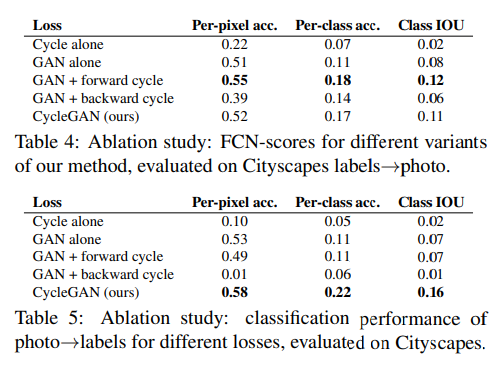 Loss Per-pixel acc. Per-class acc. Class IOU
Cycle alone 0.22 0.07 0.02
GAN alone 0.51 0.11 0.08
GAN + forward cycle 0.55 0.18 0.12
GAN + backward cycle 0.39 0.14 0.06
CycleGAN (ours) 0.52 0.17 0.11
Table 4: Ablation study: FCN-scores for different variants
of our method, evaluated on Cityscapes labels→photo.
Loss Per-pixel acc. Per-class acc. Class IOU
Cycle alone 0.10 0.05 0.02
GAN alone 0.53 0.11 0.07
GAN + forward cycle 0.49 0.11 0.07
GAN + backward cycle 0.01 0.06 0.01
CycleGAN (ours) 0.58 0.22 0.16
Table 5: Ablation study: classification performance of
photo→labels for different losses, evaluated on Cityscapes.